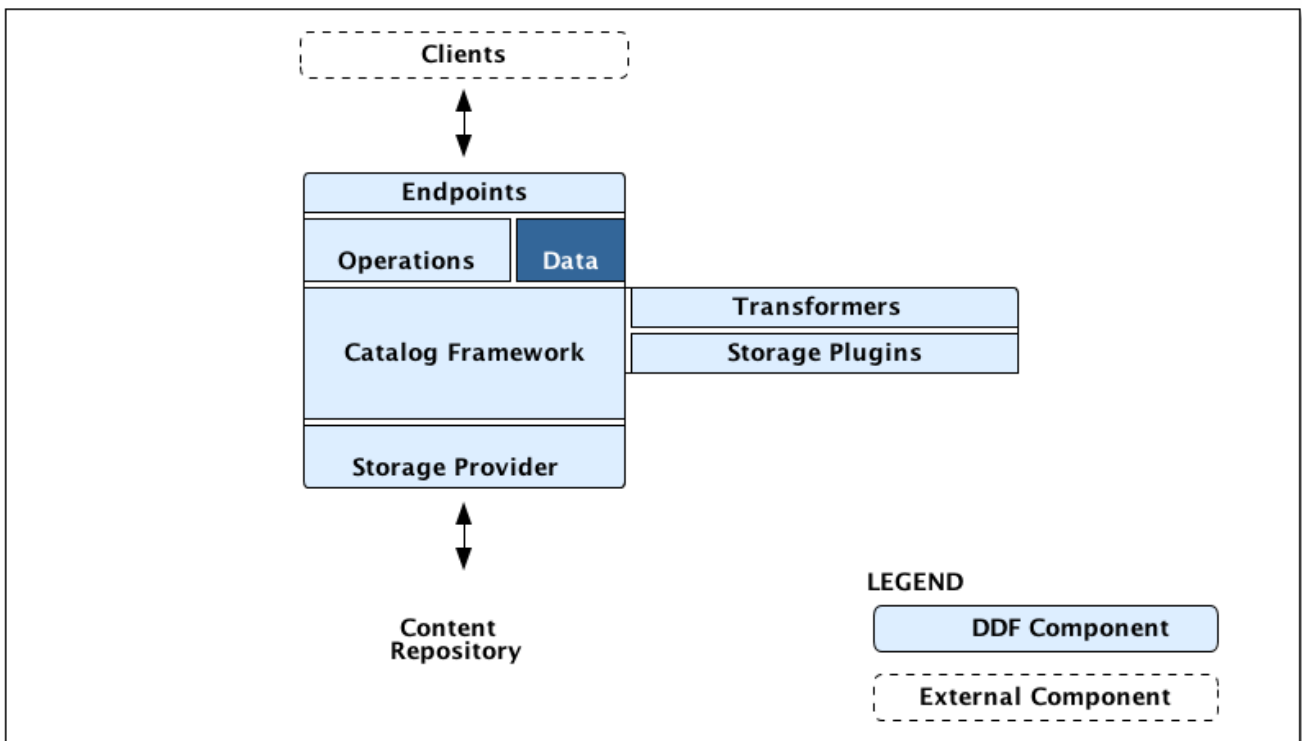 Clients
Endpoints
Operations
Data
Catalog Framework
Transformers
Storage Plugins
Storage Provider
Content
Repository
LEGEND
DDF Component
External Component